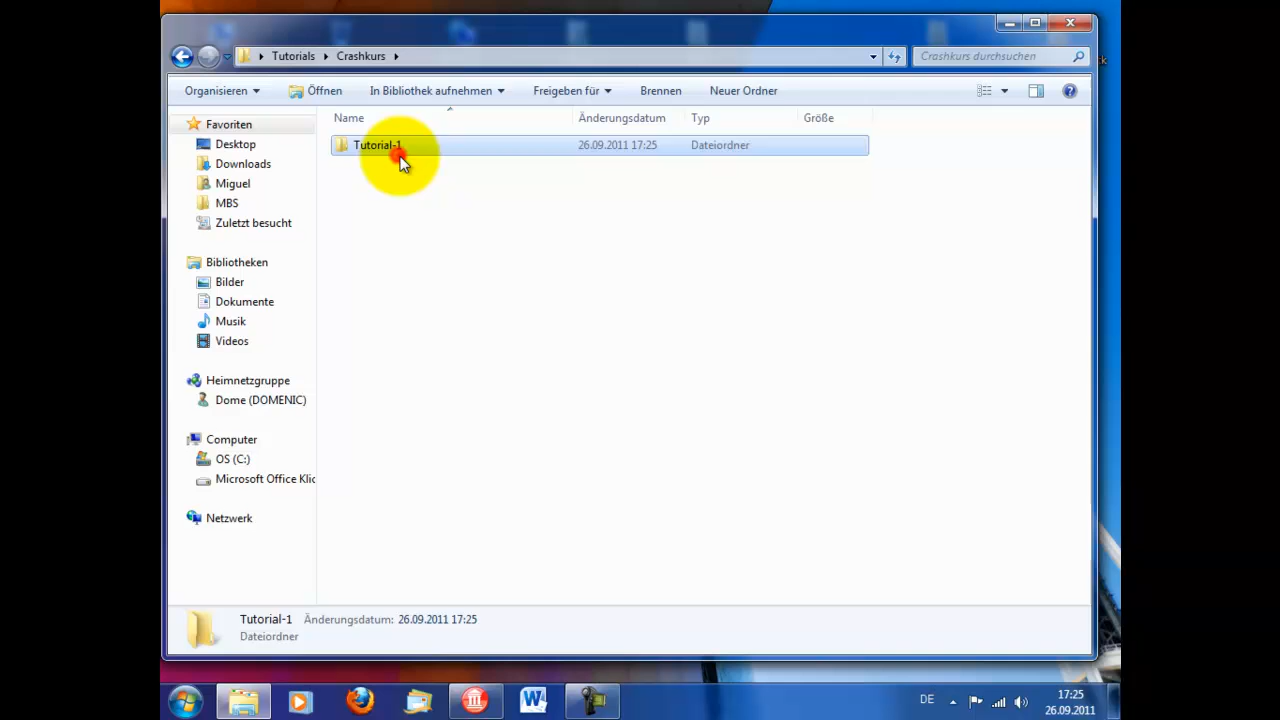 Tutorials Crashkurs
Crashkurs durchsuchen
Organisieren Öffnen In Bibliothek aufnehmen Freigeben für Brennen Neuer Ordner
Name Änderungsdatum Typ Größe
Tutorial-1 26.09.2011 17:25 Dateiordner
Favoriten
Desktop
Downloads
Miguel
MBS
Zuletzt besucht
Bibliotheken
Bilder
Dokumente
Musik
Videos
Heimnetzgruppe
Dome (DOMENIC)
Computer
OS (C:)
Microsoft Office Klic
Netzwerk
Tutorial-1 Änderungsdatum: 26.09.2011 17:25
Dateiordner
DE
17:25
26.09.2011